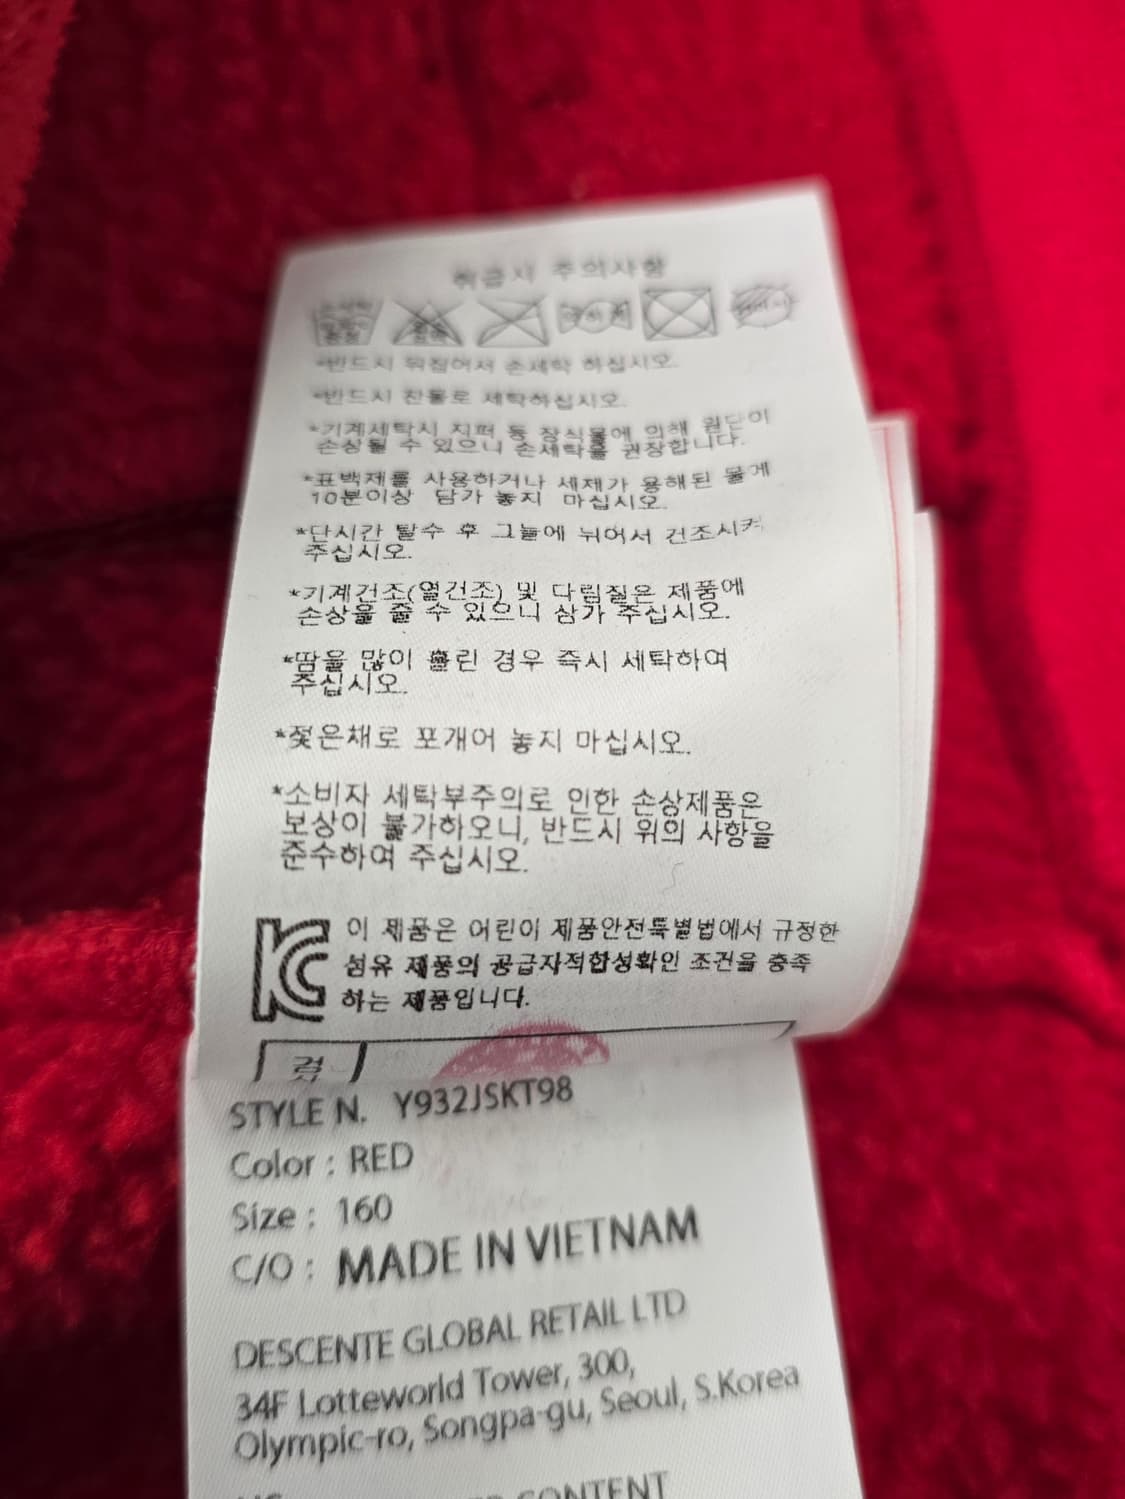 취급시 주의사항
*반드시 뒤집어서 손세탁 하십시오.
*반드시 찬물로 세탁하십시오.
*기계세탁시 지퍼 등 장식물에 의해 원단이
손상될 수 있으니 손세탁을 권장합니다.
*표백제를 사용하거나 세제가 용해된 물에
10분이상 담가 놓지 마십시오.
*단시간 탈수 후 그늘에 뉘어서 건조시켜
주십시오.
*기계건조(열건조) 및 다림질은 제품에
손상을 줄 수 있으니 삼가 주십시오.
*땀을 많이 흘린 경우 즉시 세탁하여
주십시오.
*젖은채로 포개어 놓지 마십시오.
*소비자 세탁부주의로 인한 손상제품은
보상이 불가하오니, 반드시 위의 사항을
준수하여 주십시오.
이 제품은 어린이 제품안전특별법에서 규정한
섬유 제품의 공급자적합성확인 조건을 충족
하는 제품입니다.
STYLE N. Y932JSKT98
Color : RED
Size : 160
C/O : MADE IN VIETNAM
DESCENTE GLOBAL RETAIL LTD
34F Lotteworld Tower, 300,
Olympic-ro, Songpa-gu, Seoul, S.Korea
CONTENT